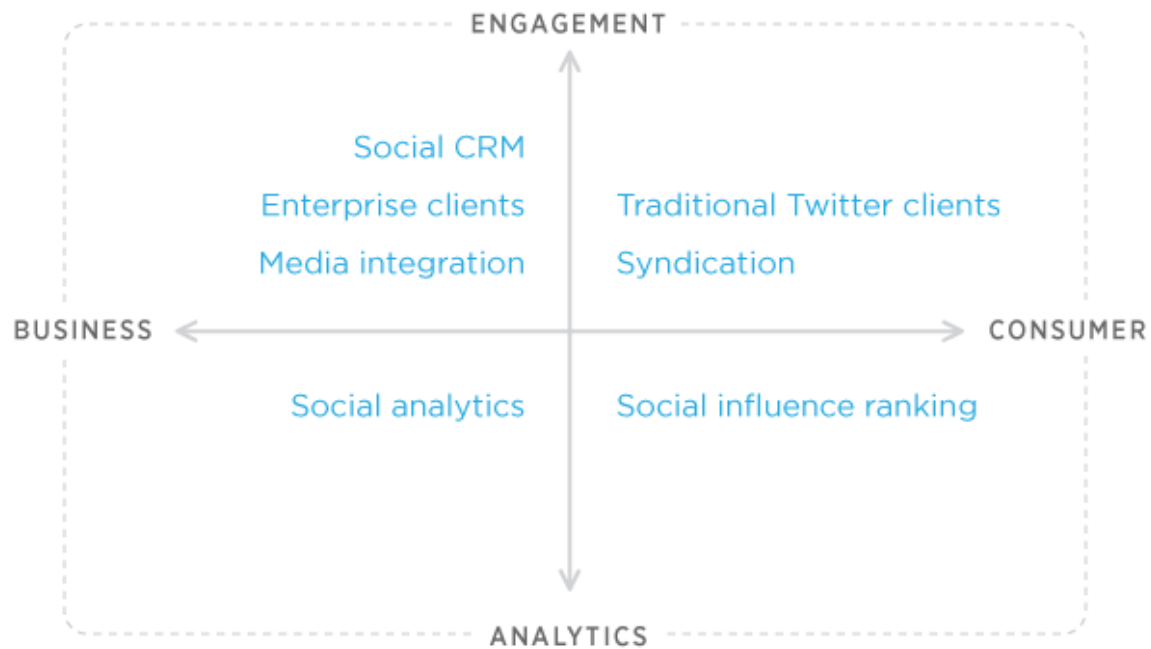 ENGAGEMENT
Social CRM
Enterprise clients
Traditional Twitter clients
Media integration
Syndication
BUSINESS
CONSUMER
Social analytics
Social influence ranking
ANALYTICS